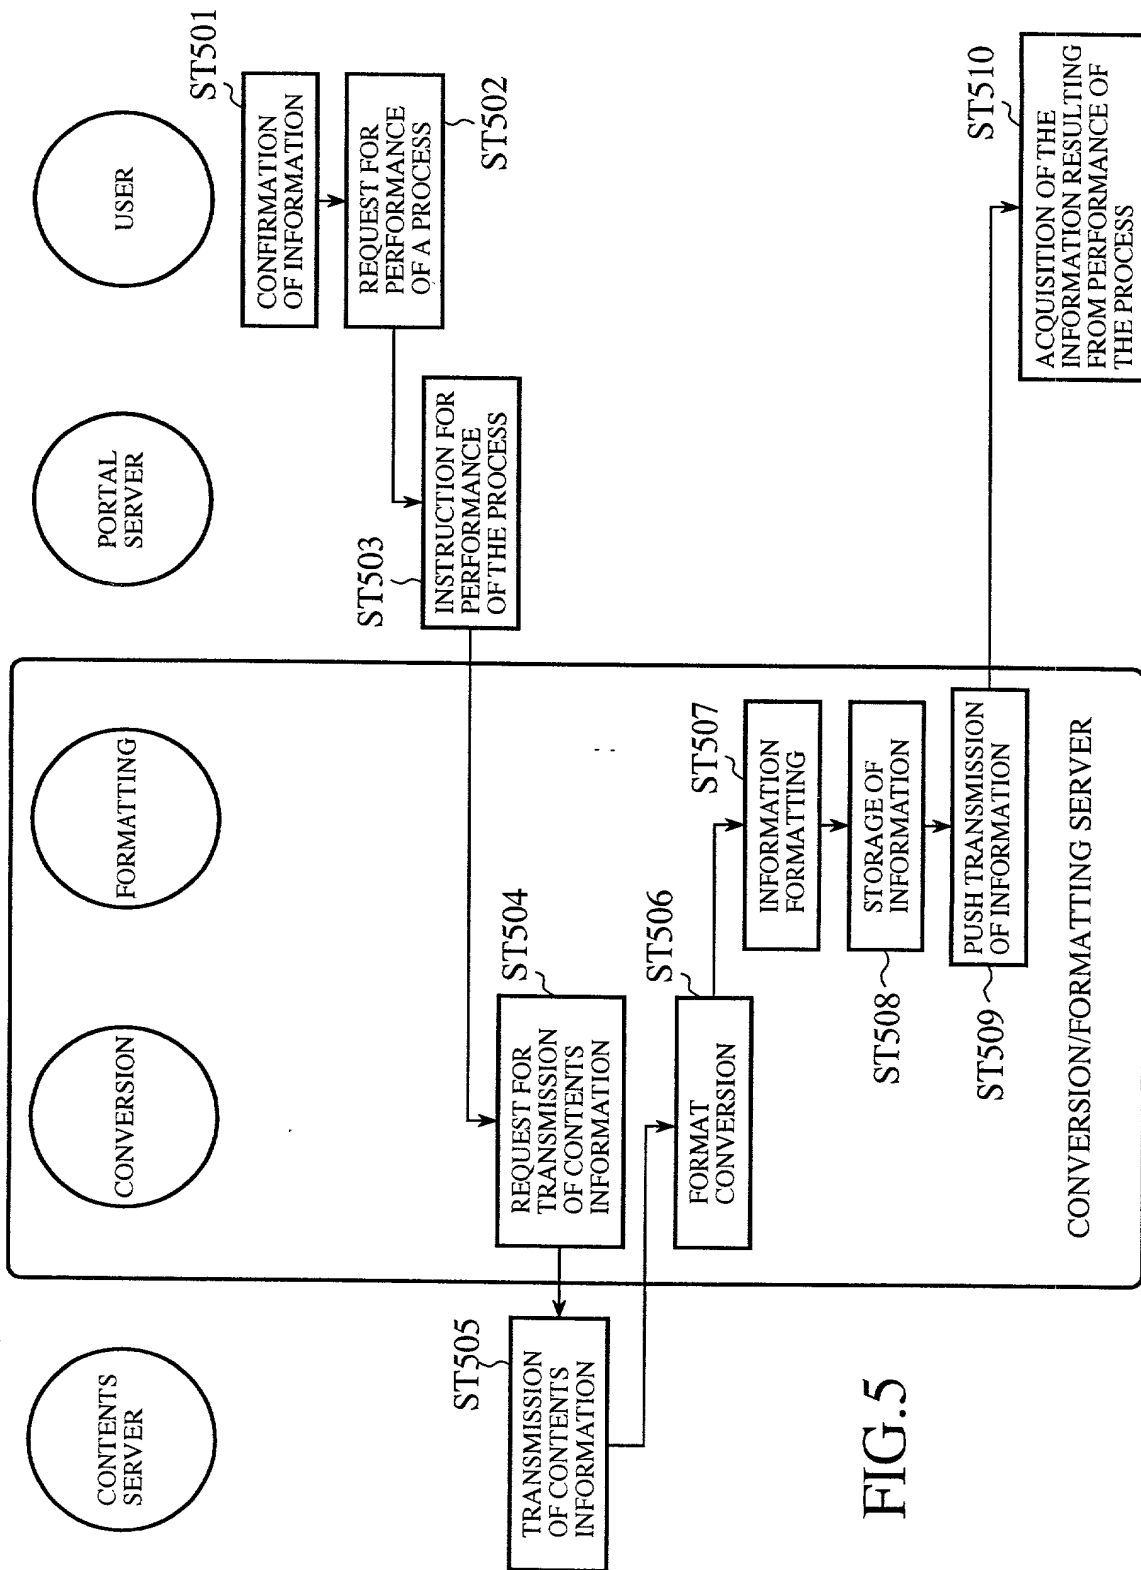 CONTENTS
SERVER
CONVERSION
FORMATTING
PORTAL
SERVER
USER
ST501
CONFIRMATION
OF INFORMATION
REQUEST FOR
PERFORMANCE
OF A PROCESS
ST502
ST503
INSTRUCTION FOR
PERFORMANCE
OF THE PROCESS
ST504
REQUEST FOR
TRANSMISSION
OF CONTENTS
INFORMATION
ST505
TRANSMISSION
OF CONTENTS
INFORMATION
ST506
FORMAT
CONVERSION
ST507
INFORMATION
FORMATTING
STORAGE OF
INFORMATION
ST508
PUSH TRANSMISSION
OF INFORMATION
ST509
ST510
ACQUISITION OF THE
INFORMATION RESULTING
FROM PERFORMANCE OF
THE PROCESS
CONVERSION/FORMATTING SERVER
FIG.5